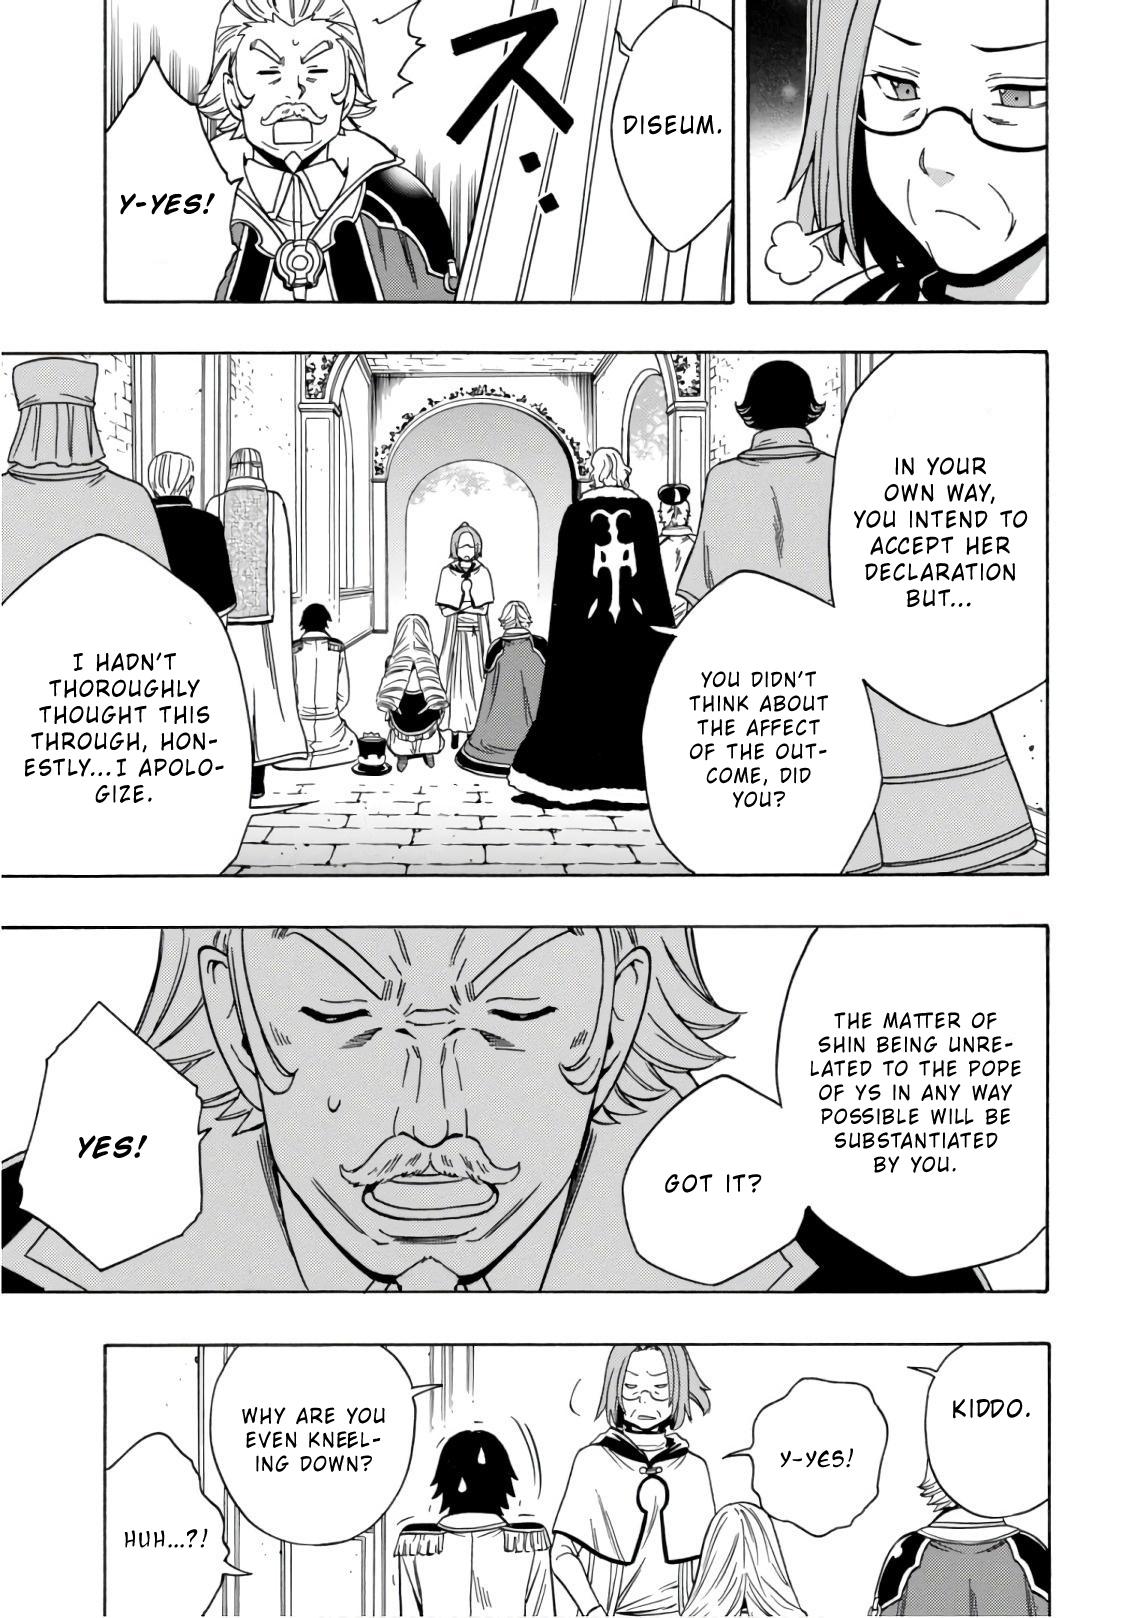 DISEUM.
ス・・
Y-YES!
IN YOUR
OWN WAY,
YOU INTEND TO
ACCEPT HER
DECLARATION
BUT...
YOU DIDN'T
THINK ABOUT
THE AFFECT
OF THE OUT-
COME, DID
YOU?
I HADN'T
THOROUGHLY
THOUGHT THIS
THROUGH, HON-
ESTLY...I APOLO-
GIZE.
THE MATTER OF
SHIN BEING UNRE-
LATED TO THE POPE
OF YS IN ANY WAY
POSSIBLE WILL BE
SUBSTANTIATED
BY YOU.
GOT IT?
YES!
KIDDO.
Y-YES!
WHY ARE YOU
EVEN KNEEL-
ING DOWN?
HUH...?!